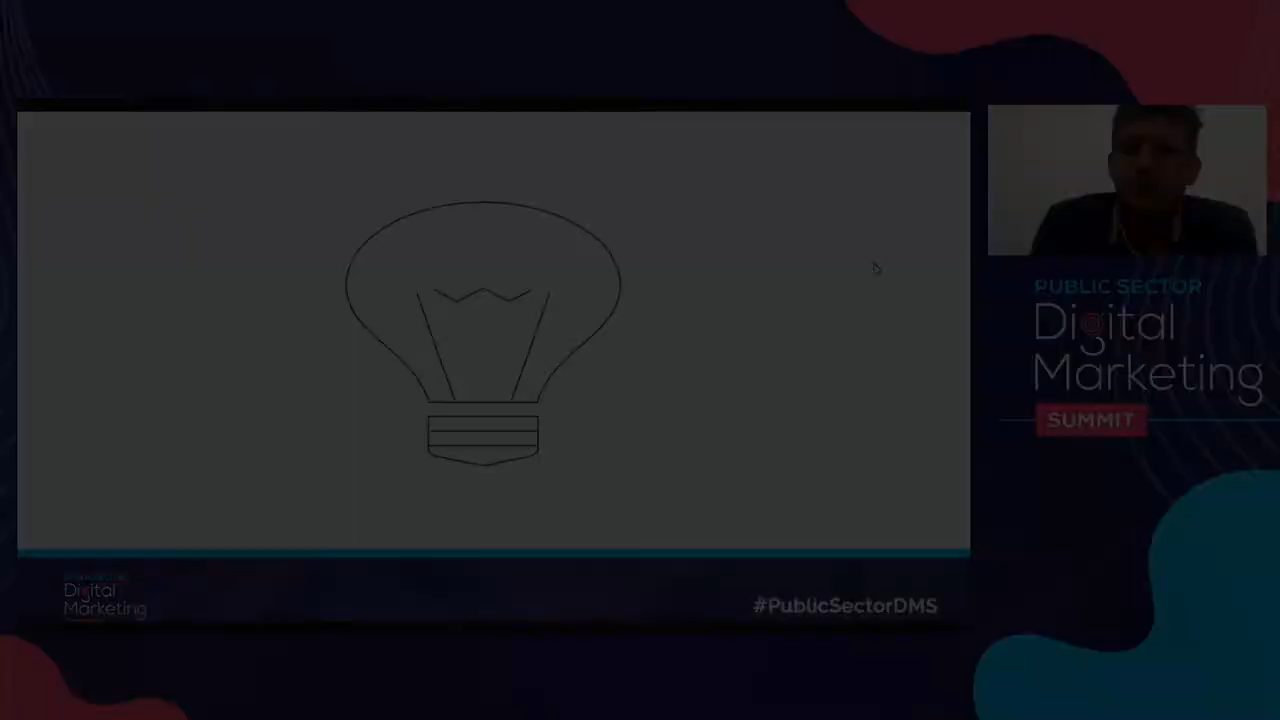 PUBLIC SECTOR
Digital
Marketing
SUMMIT
Digital
Marketing
#PublicSectorDMS